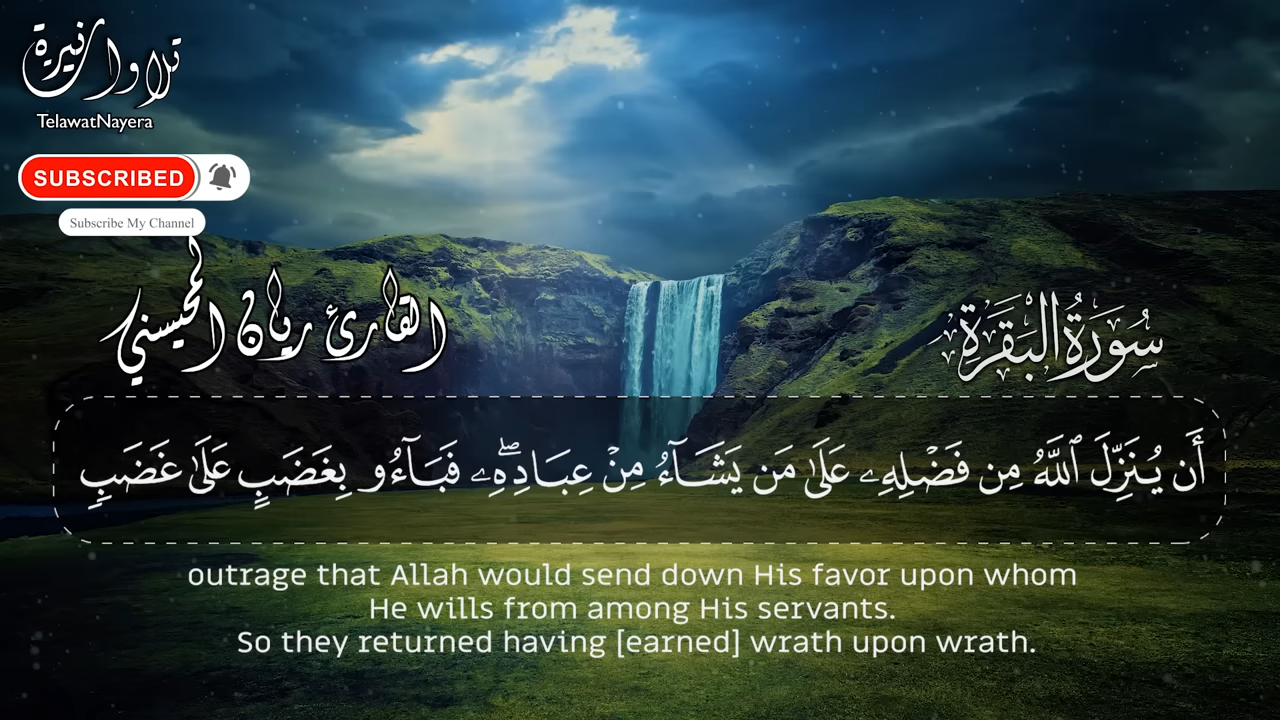 تلاوات نيرة
TelawatNayera
SUBSCRIBED
Subscribe My Channel
القارئ ريان المحيسني
سُورَةُ البَقَرَةِ
أَن يُنَزِّلَ ٱللَّهُ مِن فَضْلِهِۦ عَلَىٰ مَن يَشَآءُ مِنْ عِبَادِهِۦۖ فَبَآءُو بِغَضَبٍ عَلَىٰ غَضَبٍ
outrage that Allah would send down His favor upon whom
He wills from among His servants.
So they returned having [earned] wrath upon wrath.